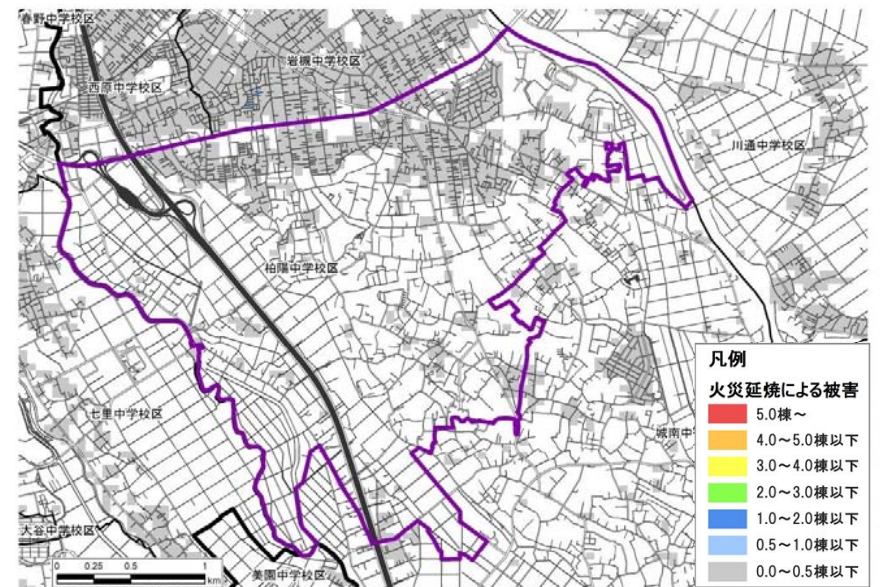 春野中学校区
岩槻中学校区
西原中学校区
川通中学校区
柏陽中学校区
七里中学校区
城南中
大谷中学校区
美園中学校区
0 0.25 0.5 1
km
凡例
火災延焼による被害
5.0棟～
4.0～5.0棟以下
3.0～4.0棟以下
2.0～3.0棟以下
1.0～2.0棟以下
0.5～1.0棟以下
0.0～0.5棟以下